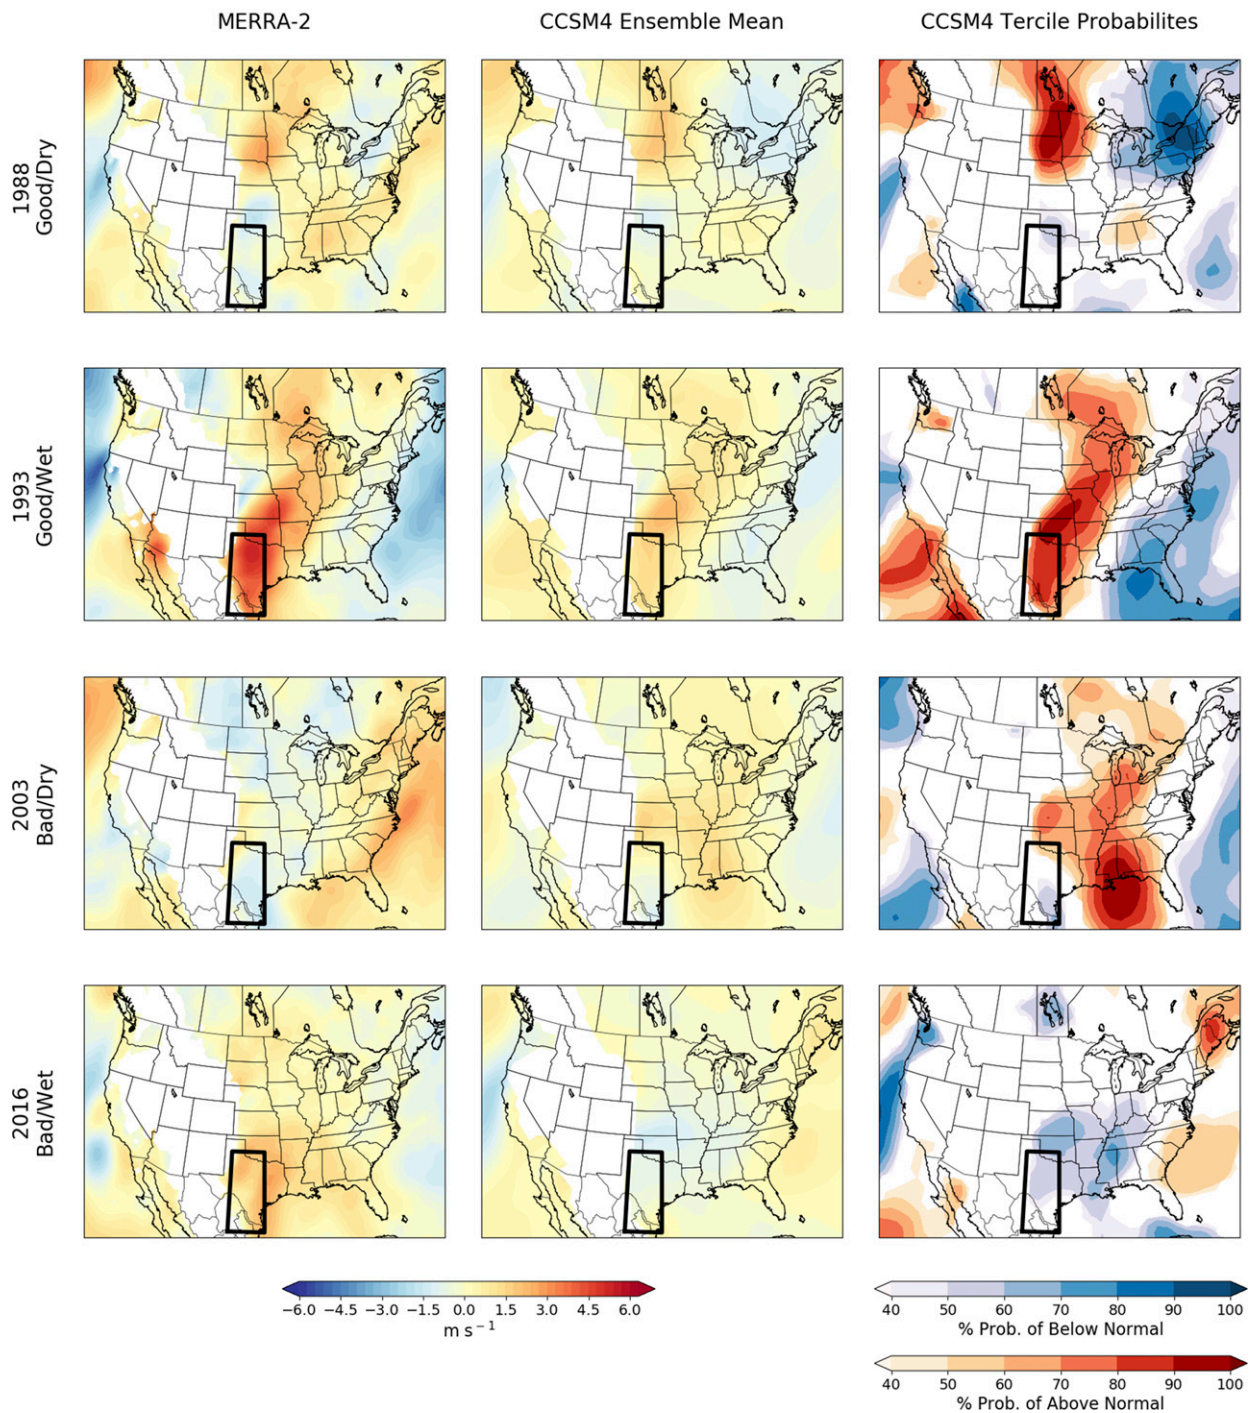 MERRA-2 CCSM4 Ensemble Mean CCSM4 Tercile Probabilites
1988
Good/Dry
1993
Good/Wet
2003
Bad/Dry
2016
Bad/Wet
−6.0 −4.5 −3.0 −1.5 0.0 1.5 3.0 4.5 6.0
m s⁻¹
40 50 60 70 80 90 100
% Prob. of Below Normal
40 50 60 70 80 90 100
% Prob. of Above Normal